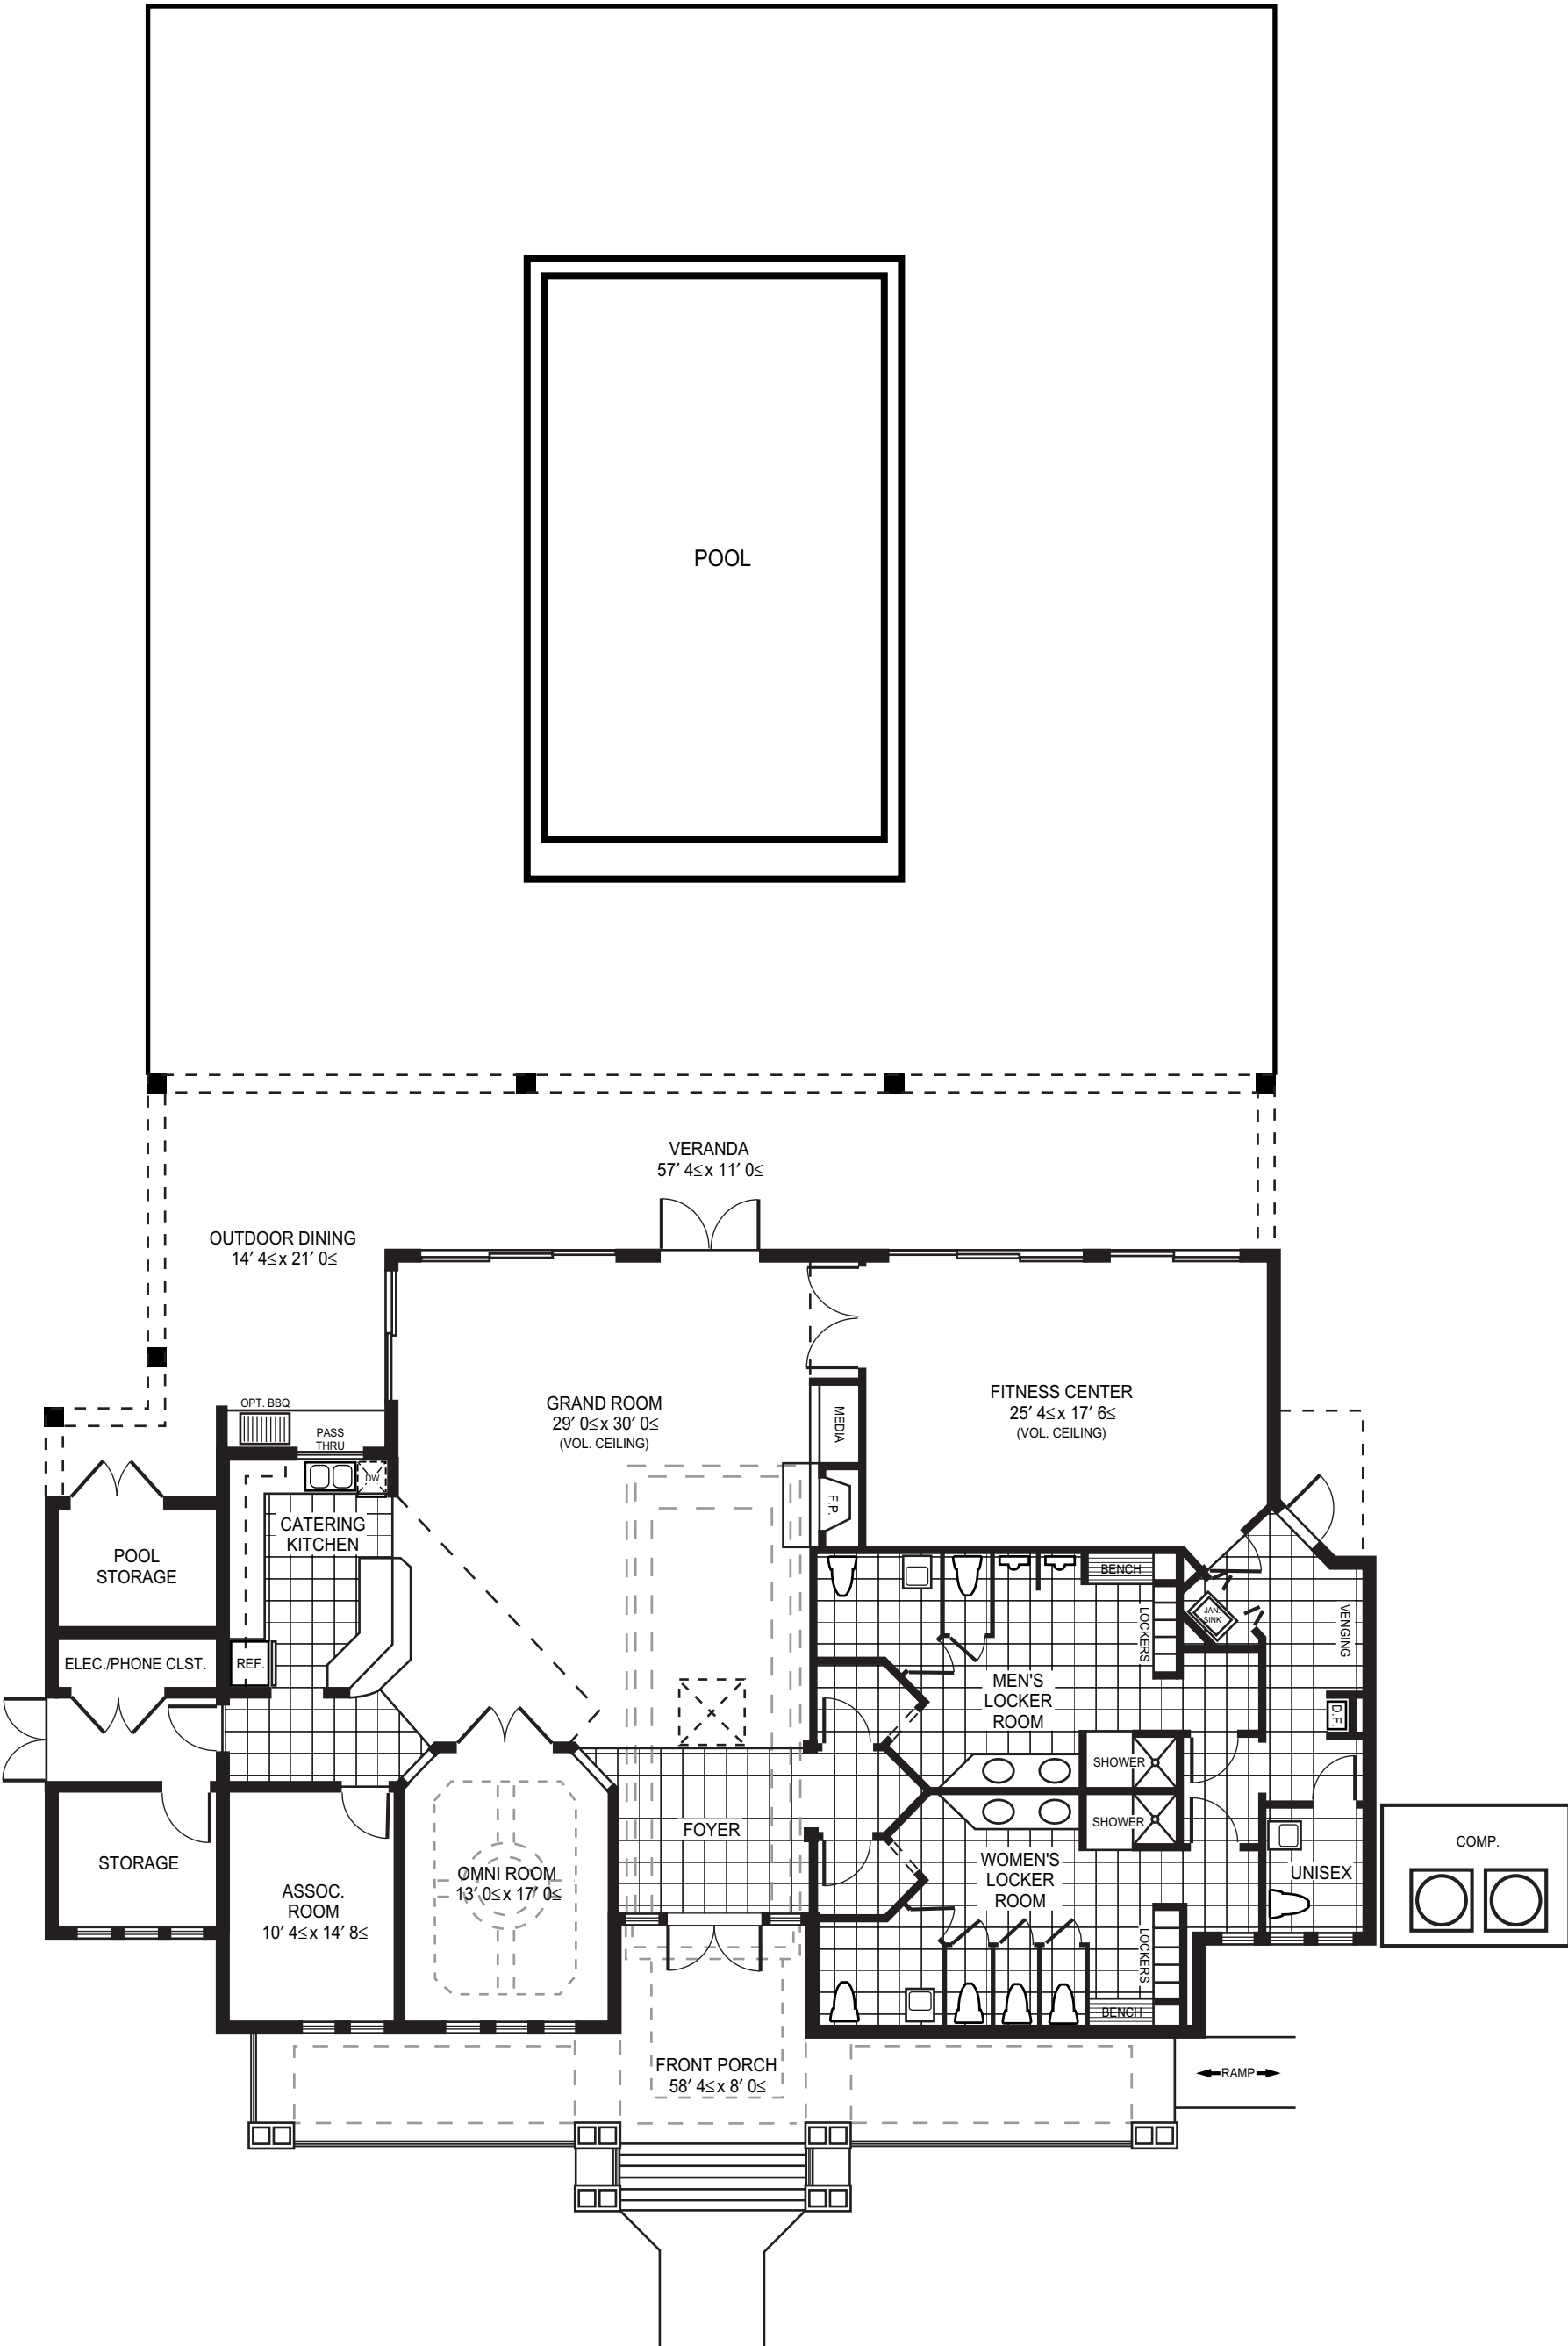 POOL
VERANDA
57′ 4≤ x 11′ 0≤
OUTDOOR DINING
14′ 4≤ x 21′ 0≤
GRAND ROOM
29′ 0≤ x 30′ 0≤
(VOL. CEILING)
FITNESS CENTER
25′ 4≤ x 17′ 6≤
(VOL. CEILING)
OPT. BBQ
PASS
THRU
MEDIA
DW
F.P.
CATERING
KITCHEN
POOL
STORAGE
BENCH
LOCKERS
JAN.
SINK
VENGING
ELEC./PHONE CLST.
REF.
MEN'S
LOCKER
ROOM
D.F.
SHOWER
SHOWER
FOYER
STORAGE
OMNI ROOM
13′ 0≤ x 17′ 0≤
ASSOC.
ROOM
10′ 4≤ x 14′ 8≤
WOMEN'S
LOCKER
ROOM
UNISEX
COMP.
LOCKERS
BENCH
FRONT PORCH
58′ 4≤ x 8′ 0≤
RAMP